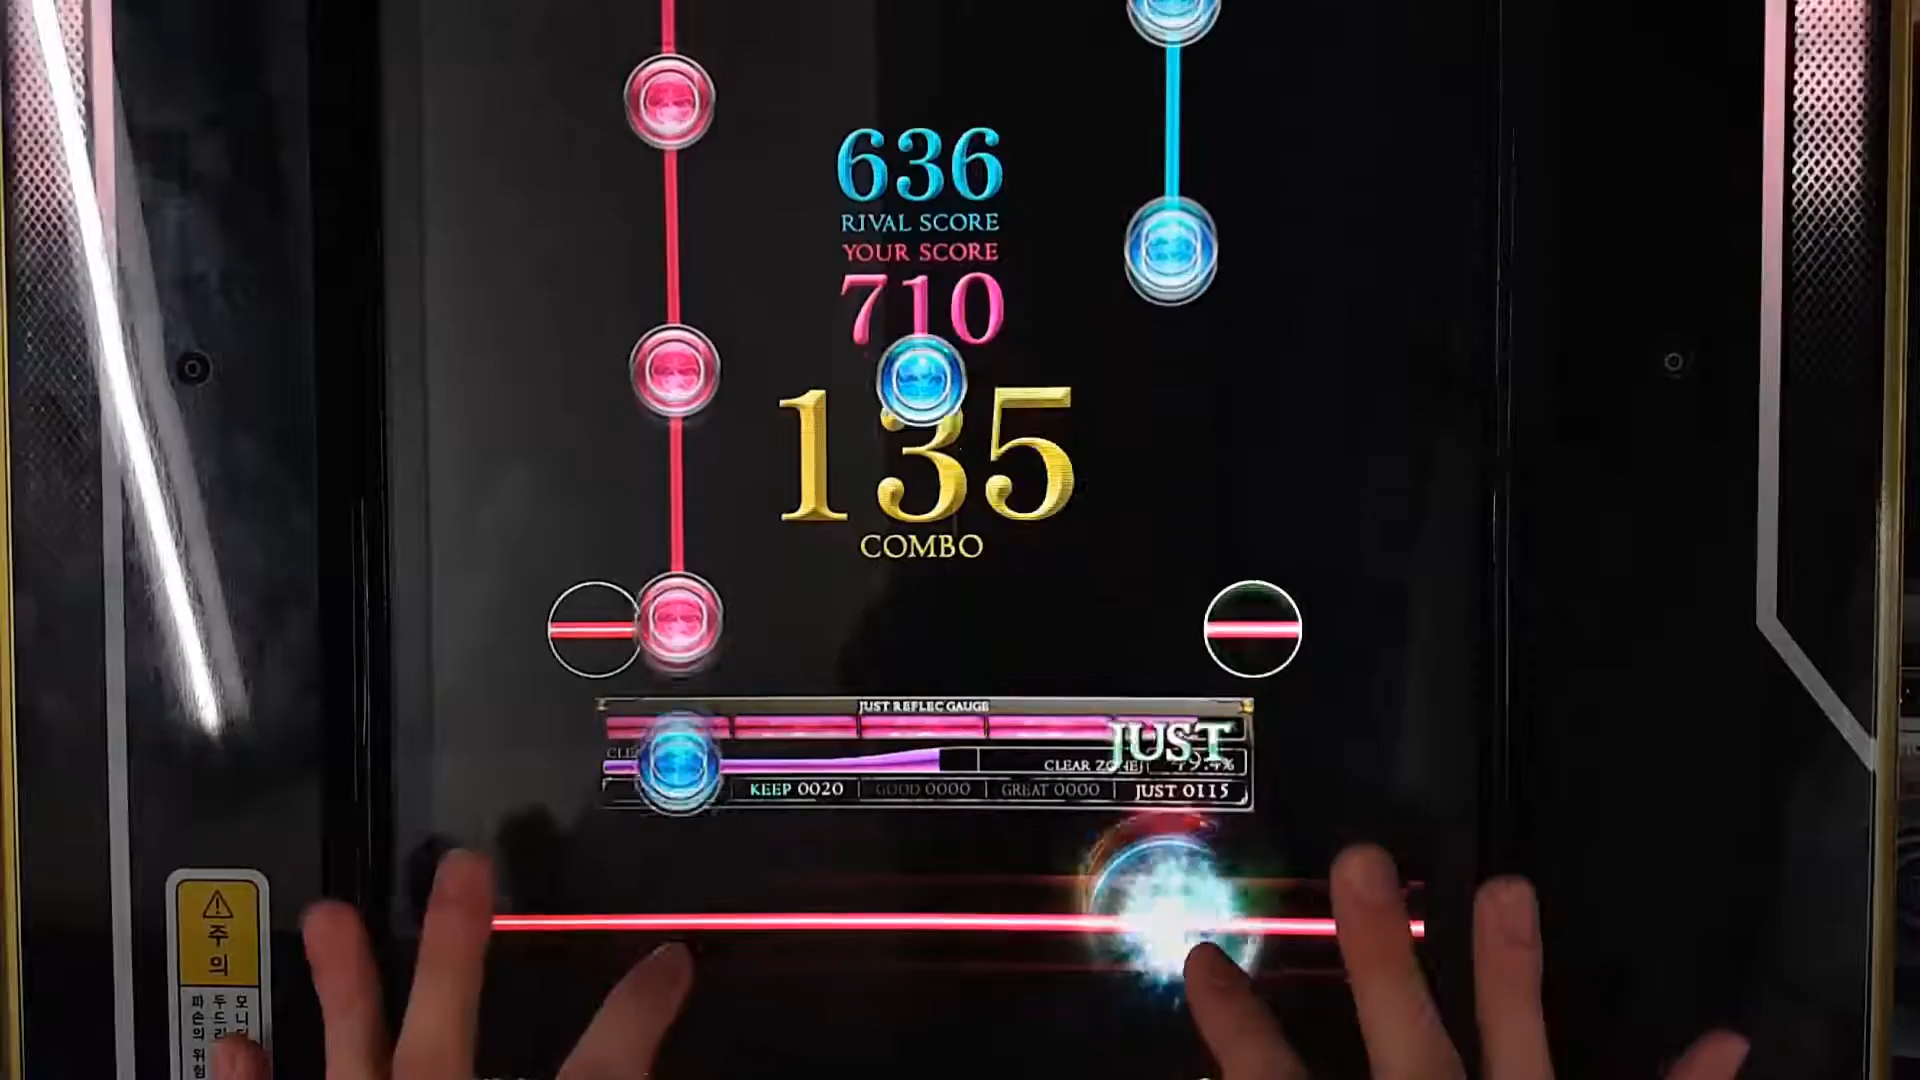 636
RIVAL SCORE
YOUR SCORE
710
135
COMBO
JUST REFLEC GAUGE
JUST
CLEAR ZONE
KEEP 0020
GOOD 0000
GREAT 0000
JUST 0115
주의